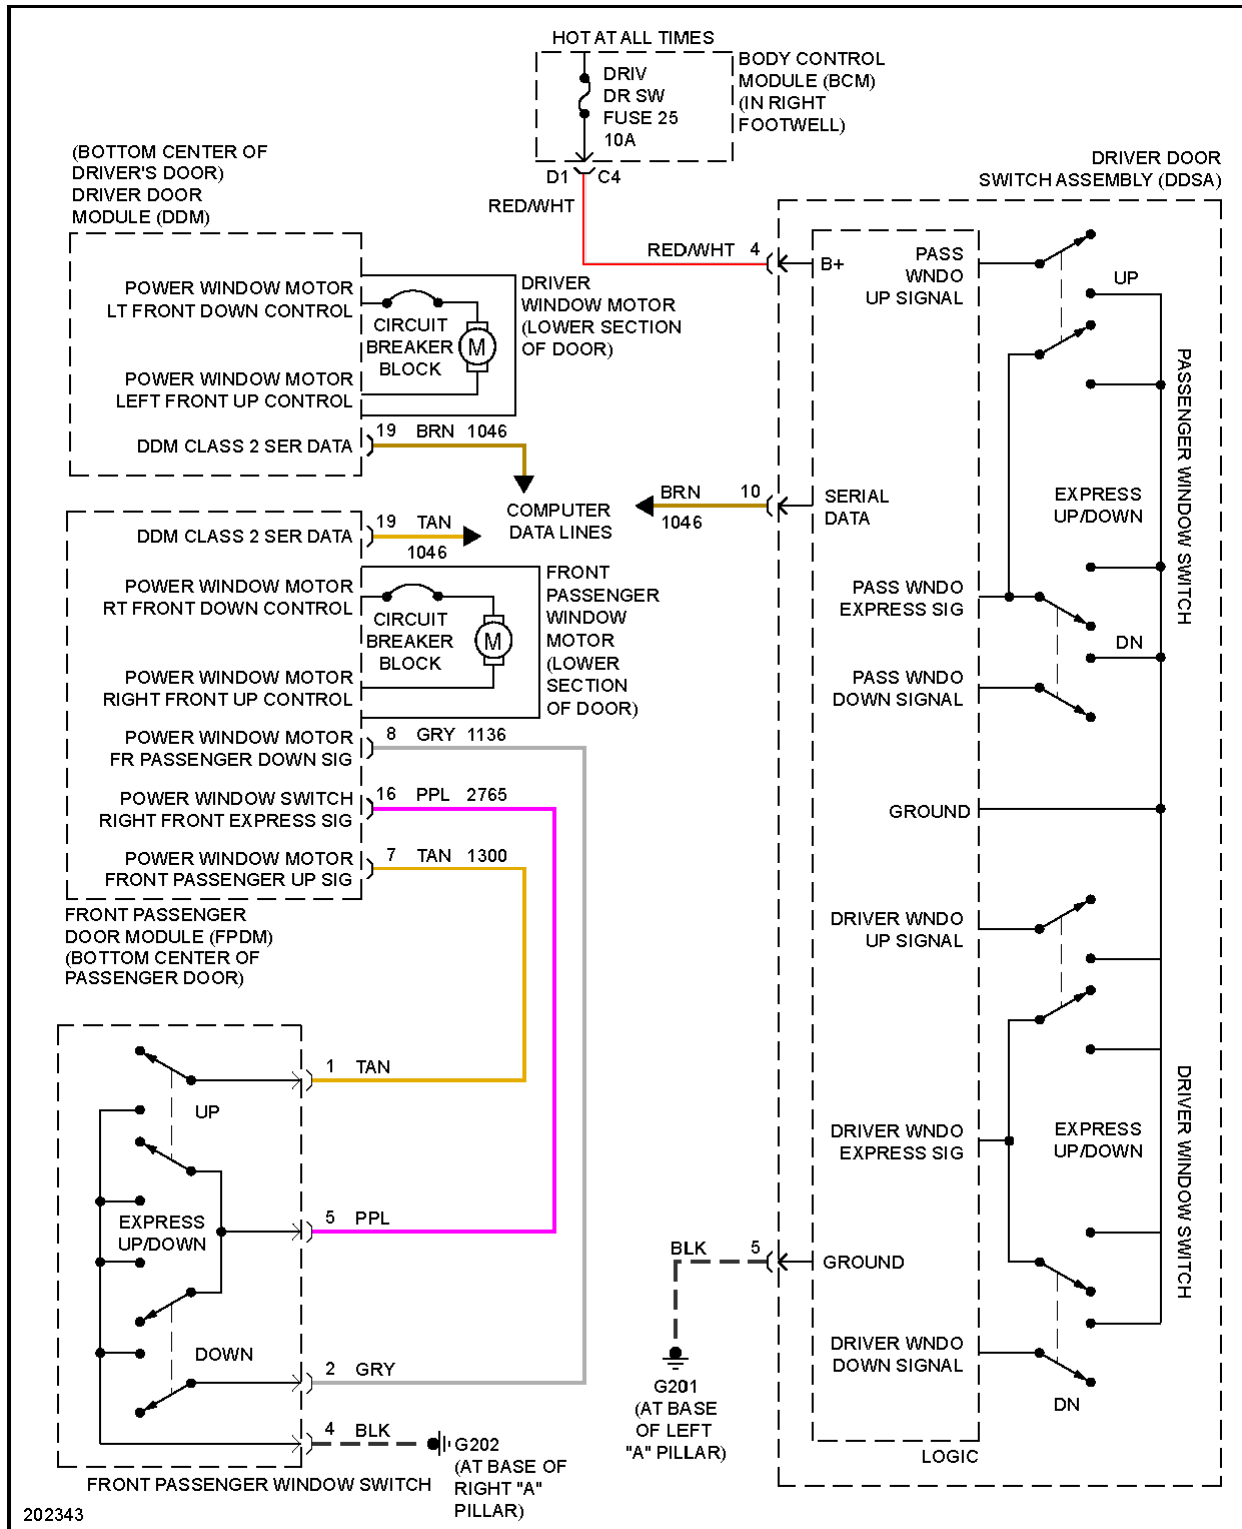 HOT AT ALL TIMES
DRIV
DR SW
FUSE 25
10A
BODY CONTROL
MODULE (BCM)
(IN RIGHT
FOOTWELL)
D1
C4
RED/WHT
RED/WHT
4
(BOTTOM CENTER OF
DRIVER'S DOOR)
DRIVER DOOR
MODULE (DDM)
POWER WINDOW MOTOR
LT FRONT DOWN CONTROL
CIRCUIT
BREAKER
BLOCK
M
DRIVER
WINDOW MOTOR
(LOWER SECTION
OF DOOR)
POWER WINDOW MOTOR
LEFT FRONT UP CONTROL
DDM CLASS 2 SER DATA
19
BRN
1046
COMPUTER
DATA LINES
DDM CLASS 2 SER DATA
19
TAN
1046
POWER WINDOW MOTOR
RT FRONT DOWN CONTROL
CIRCUIT
BREAKER
BLOCK
M
FRONT
PASSENGER
WINDOW
MOTOR
(LOWER
SECTION
OF DOOR)
POWER WINDOW MOTOR
RIGHT FRONT UP CONTROL
POWER WINDOW MOTOR
FR PASSENGER DOWN SIG
8
GRY
1136
POWER WINDOW SWITCH
RIGHT FRONT EXPRESS SIG
16
PPL
2765
POWER WINDOW MOTOR
FRONT PASSENGER UP SIG
7
TAN
1300
FRONT PASSENGER
DOOR MODULE (FPDM)
(BOTTOM CENTER OF
PASSENGER DOOR)
1
TAN
UP
EXPRESS
UP/DOWN
5
PPL
DOWN
2
GRY
4
BLK
G202
(AT BASE OF
RIGHT "A"
PILLAR)
FRONT PASSENGER WINDOW SWITCH
202343
DRIVER DOOR
SWITCH ASSEMBLY (DDSA)
B+
PASS
WNDO
UP SIGNAL
UP
BRN
1046
10
SERIAL
DATA
EXPRESS
UP/DOWN
PASSENGER WINDOW SWITCH
PASS WNDO
EXPRESS SIG
DN
PASS WNDO
DOWN SIGNAL
GROUND
DRIVER WNDO
UP SIGNAL
DRIVER WNDO
EXPRESS SIG
EXPRESS
UP/DOWN
DRIVER WINDOW SWITCH
BLK
5
GROUND
DRIVER WNDO
DOWN SIGNAL
DN
G201
(AT BASE
OF LEFT
"A" PILLAR)
LOGIC